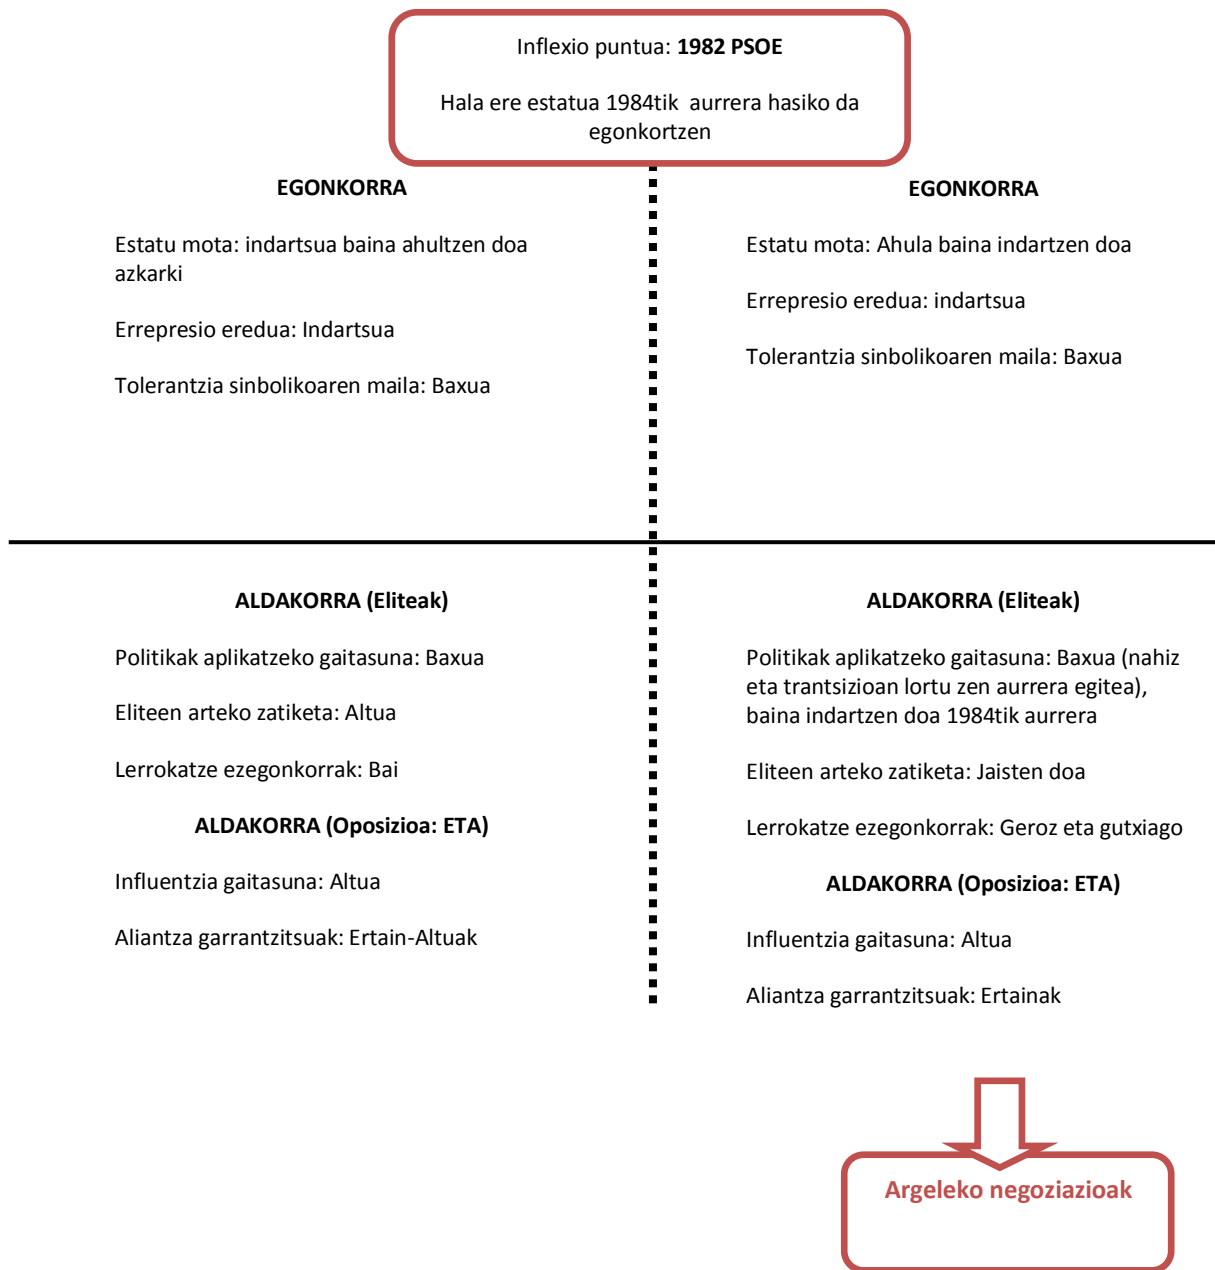 Inflexio puntua: 1982 PSOE
Hala ere estatua 1984tik aurrera hasiko da
egonkortzen
EGONKORRA
Estatu mota: indartsua baina ahultzen doa
azkarki
Errepresio eredua: Indartsua
Tolerantzia sinbolikoaren maila: Baxua
EGONKORRA
Estatu mota: Ahula baina indartzen doa
Errepresio eredua: indartsua
Tolerantzia sinbolikoaren maila: Baxua
ALDAKORRA (Eliteak)
Politikak aplikatzeko gaitasuna: Baxua
Eliteen arteko zatiketa: Altua
Lerrokatze ezegonkorrak: Bai
ALDAKORRA (Oposizioa: ETA)
Influentzia gaitasuna: Altua
Aliantza garrantzitsuak: Ertain-Altuak
ALDAKORRA (Eliteak)
Politikak aplikatzeko gaitasuna: Baxua (nahiz
eta trantsizioan lortu zen aurrera egitea),
baina indartzen doa 1984tik aurrera
Eliteen arteko zatiketa: Jaisten doa
Lerrokatze ezegonkorrak: Geroz eta gutxiago
ALDAKORRA (Oposizioa: ETA)
Influentzia gaitasuna: Altua
Aliantza garrantzitsuak: Ertainak
Argeleko negoziazioak